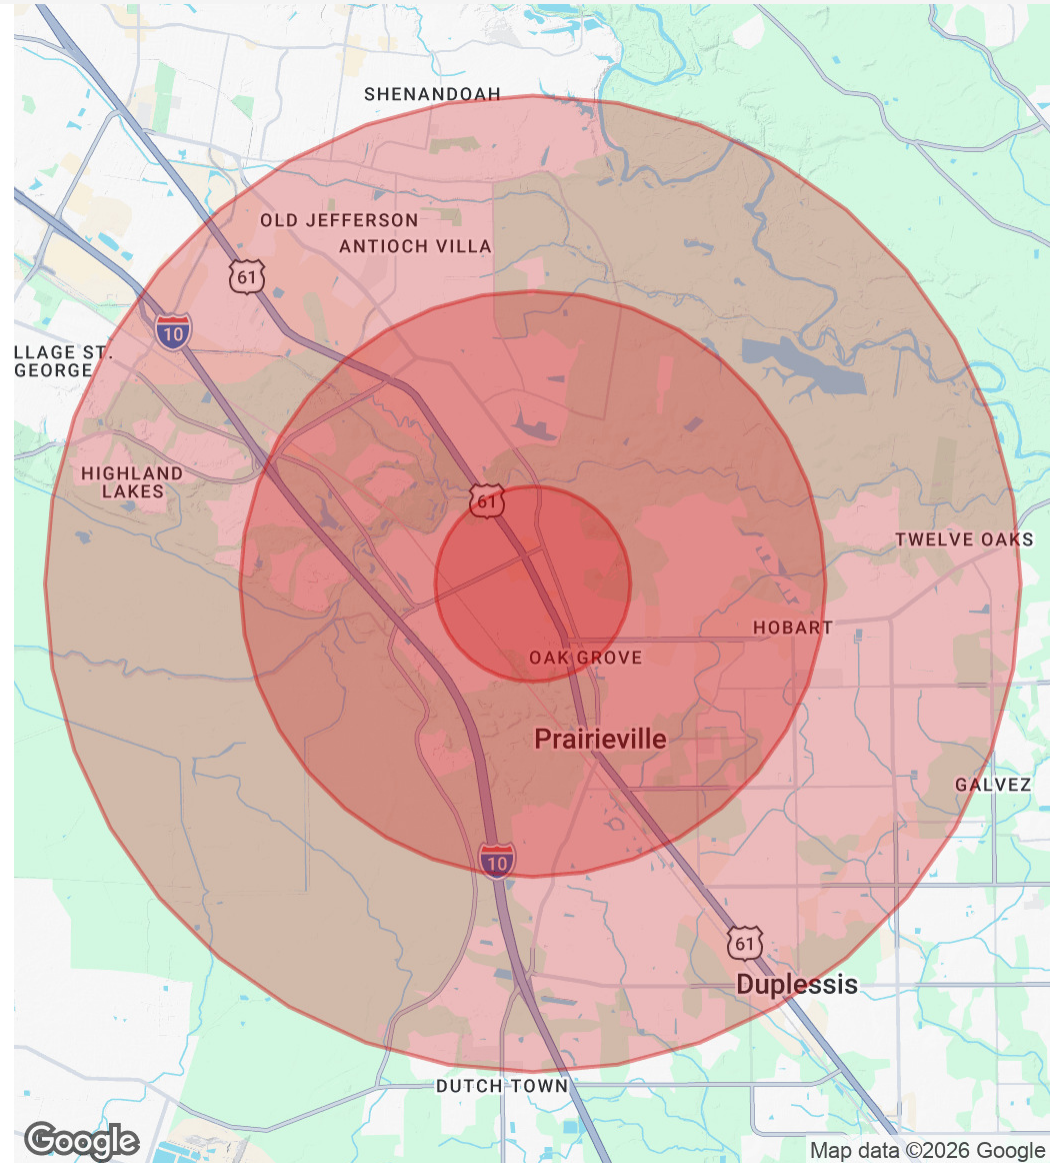 SHENANDOAH
OLD JEFFERSON
ANTIOCH VILLA
61
10
LLAGE ST.
GEORGE
HIGHLAND
LAKES
61
TWELVE OAKS
HOBART
OAK GROVE
Prairieville
GALVEZ
10
61
Duplessis
DUTCH TOWN
Google
Map data ©2026 Google